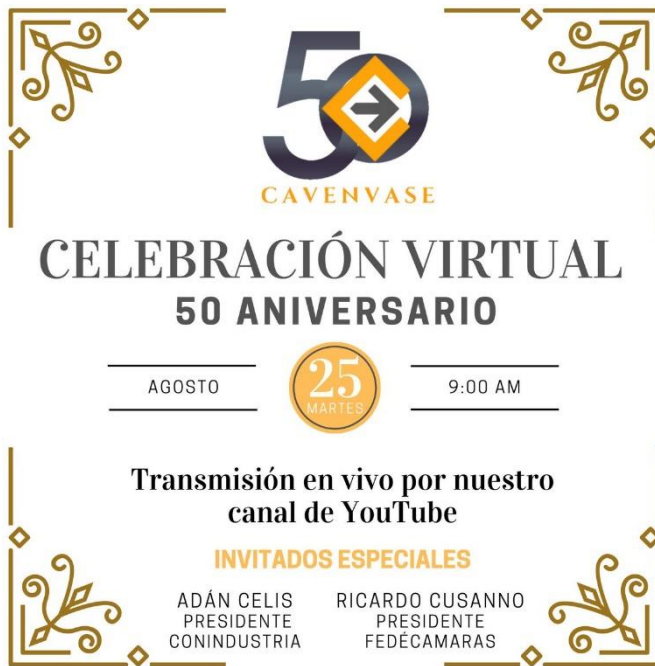 50
CAVENVASE
CELEBRACIÓN VIRTUAL
50 ANIVERSARIO
AGOSTO
25
MARTES
9:00 AM
Transmisión en vivo por nuestro
canal de YouTube
INVITADOS ESPECIALES
ADÁN CELIS
PRESIDENTE
CONINDUSTRIA
RICARDO CUSANNO
PRESIDENTE
FEDÉCAMARAS